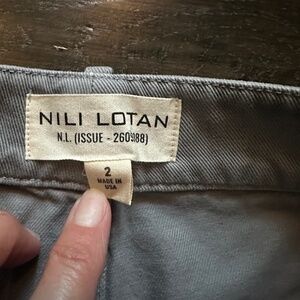 NILI LOTAN
N.L. (ISSUE - 260988)
2
MADE IN
USA